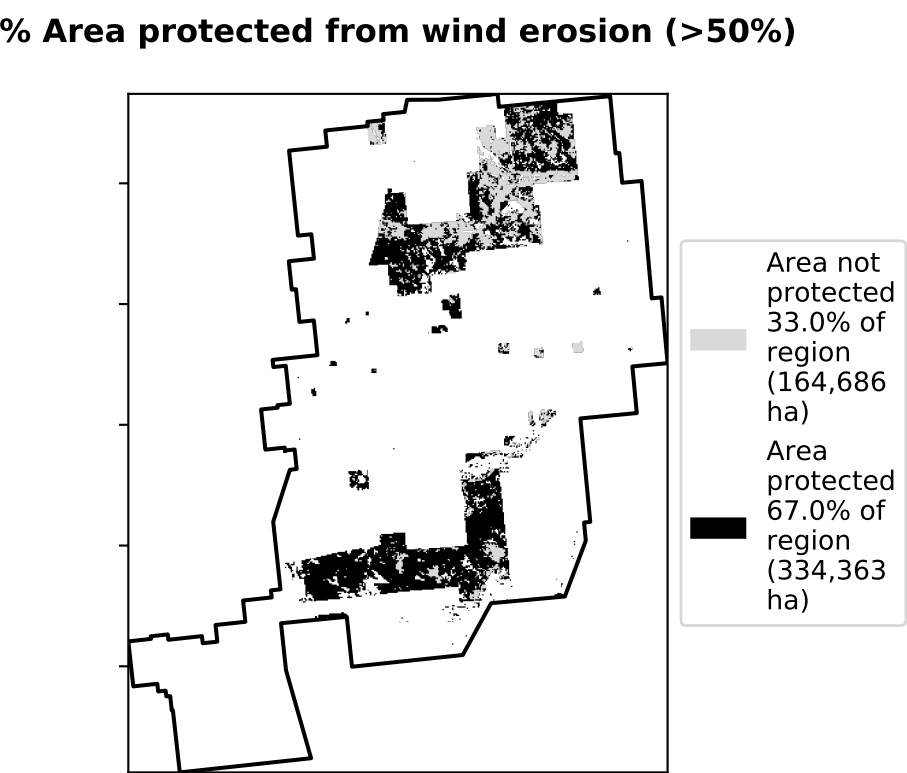 % Area protected from wind erosion (>50%)
Area not
protected
33.0% of
region
(164,686
ha)
Area
protected
67.0% of
region
(334,363
ha)